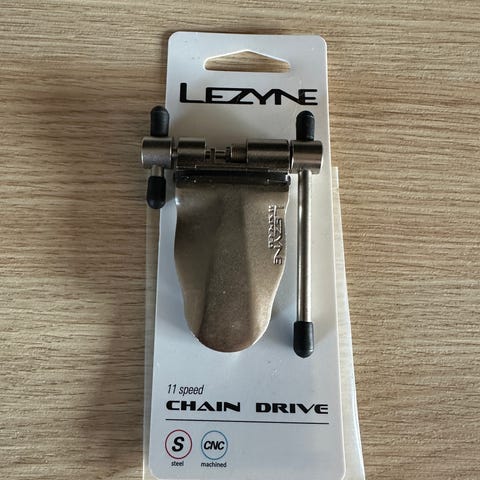 LEZYNE
LEZYNE
11 speed
CHAIN DRIVE
S
steel
CNC
machined